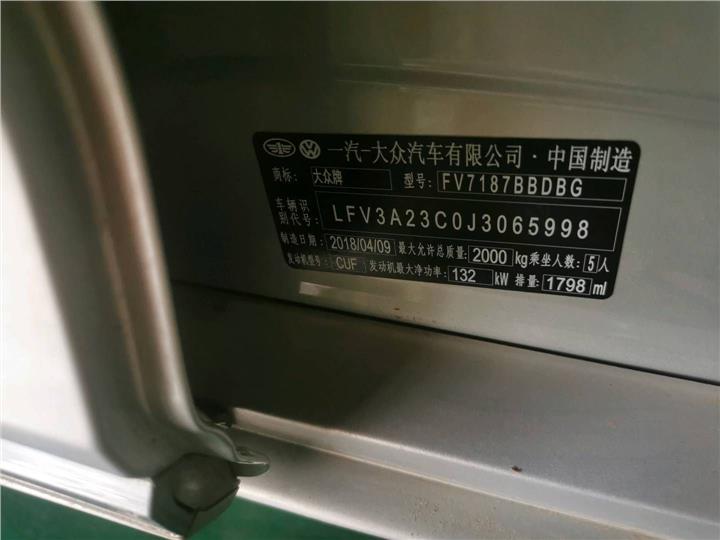 一汽-大众汽车有限公司·中国制造
商标: 大众牌 型号: FV7187BBDBG
车辆识别代号: LFV3A23C0J3065998
制造日期: 2018/04/09 最大允许总质量: 2000 kg 乘坐人数: 5 人
发动机型号: CUF 发动机最大净功率: 132 kW 排量: 1798 ml